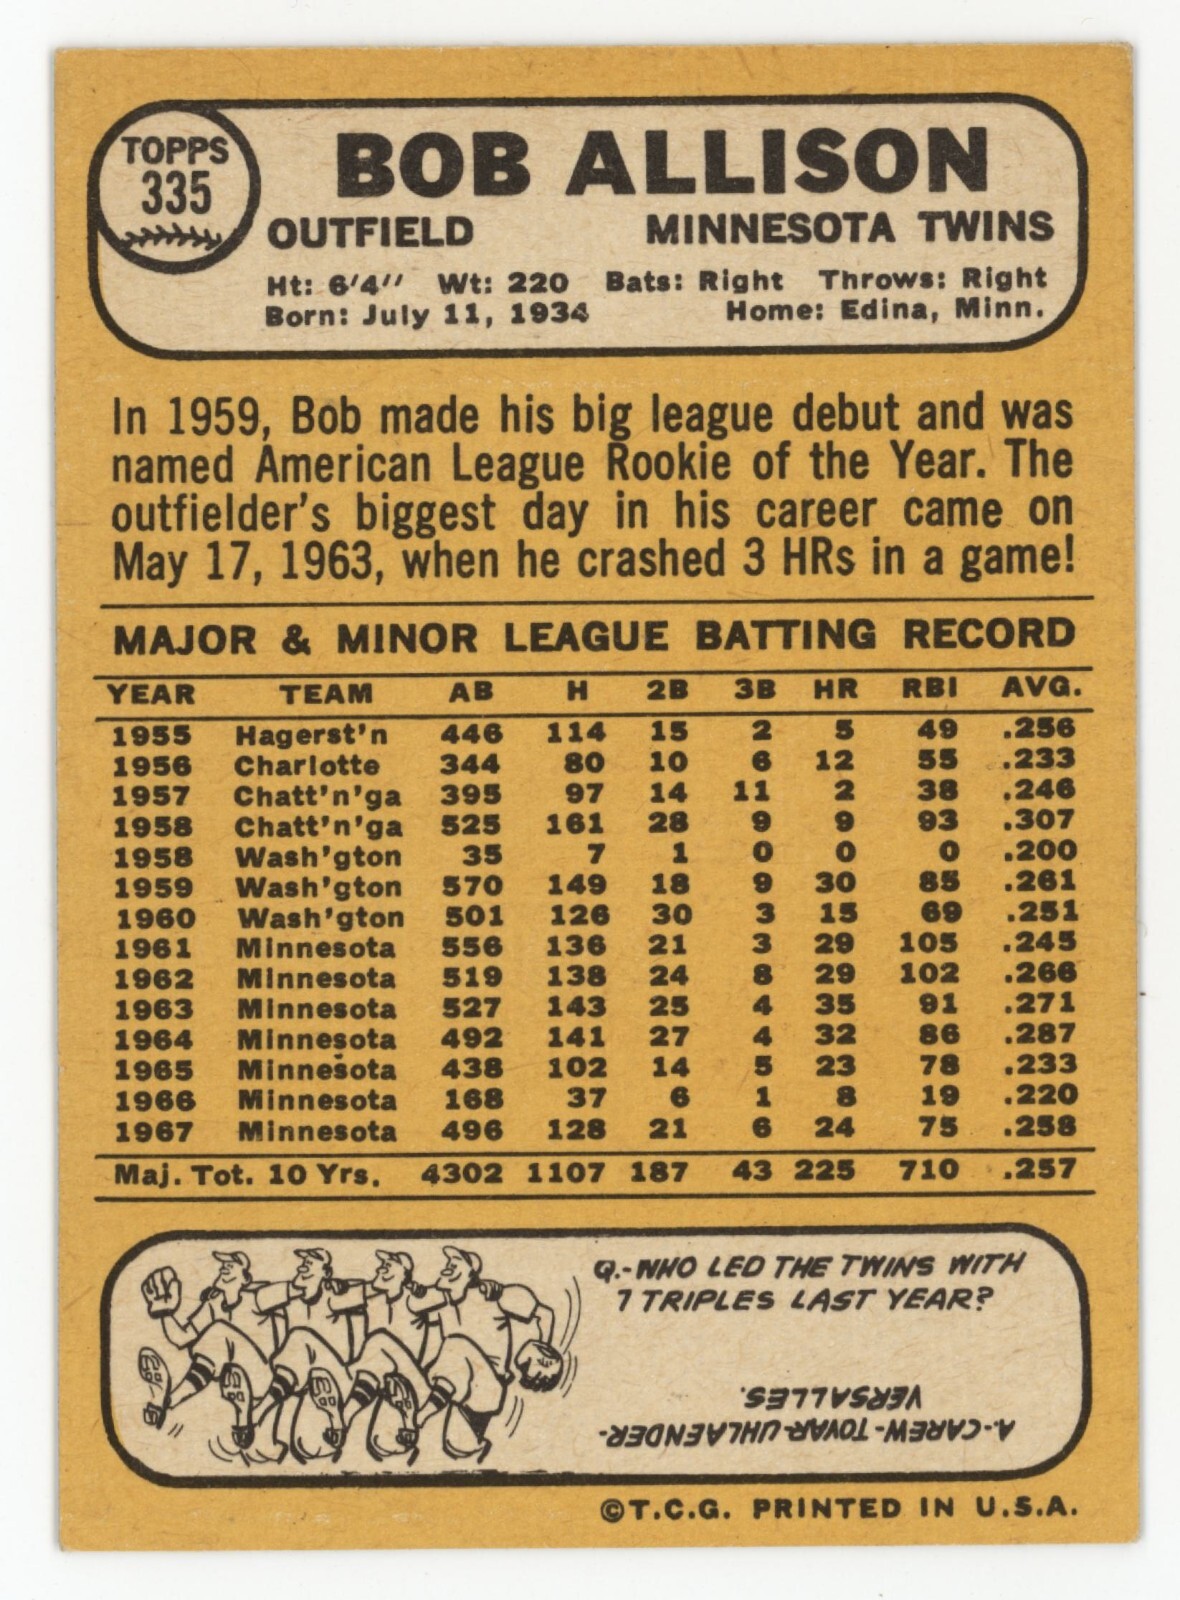 TOPPS
335
BOB ALLISON
OUTFIELD MINNESOTA TWINS
Ht: 6'4" Wt: 220 Bats: Right Throws: Right
Born: July 11, 1934 Home: Edina, Minn.
In 1959, Bob made his big league debut and was
named American League Rookie of the Year. The
outfielder's biggest day in his career came on
May 17, 1963, when he crashed 3 HRs in a game!
MAJOR & MINOR LEAGUE BATTING RECORD
YEAR TEAM AB H 2B 3B HR RBI AVG.
1955 Hagerst'n 446 114 15 2 5 49 .256
1956 Charlotte 344 80 10 6 12 55 .233
1957 Chatt'n'ga 395 97 14 11 2 38 .246
1958 Chatt'n'ga 525 161 28 9 9 93 .307
1958 Wash'gton 35 7 1 0 0 0 .200
1959 Wash'gton 570 149 18 9 30 85 .261
1960 Wash'gton 501 126 30 3 15 69 .251
1961 Minnesota 556 136 21 3 29 105 .245
1962 Minnesota 519 138 24 8 29 102 .266
1963 Minnesota 527 143 25 4 35 91 .271
1964 Minnesota 492 141 27 4 32 86 .287
1965 Minnesota 438 102 14 5 23 78 .233
1966 Minnesota 168 37 6 1 8 19 .220
1967 Minnesota 496 128 21 6 24 75 .258
Maj. Tot. 10 Yrs. 4302 1107 187 43 225 710 .257
Q.-WHO LED THE TWINS WITH
7 TRIPLES LAST YEAR?
A.-CAREW-TOVAR-UHLAENDER-
VERSALLES.
©T.C.G. PRINTED IN U.S.A.